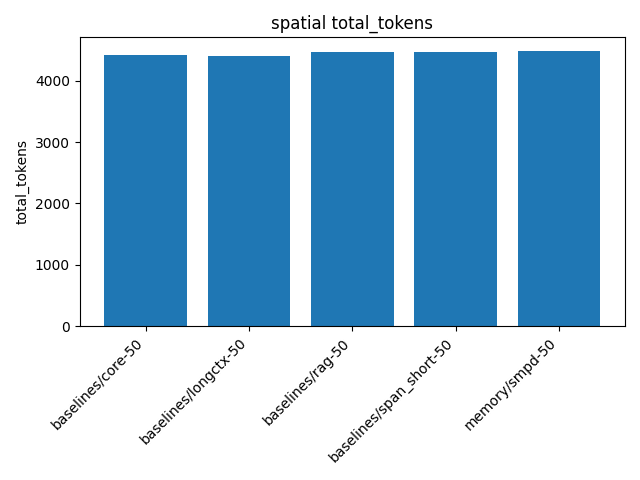 spatial total_tokens
total_tokens
4000
3000
2000
1000
0
baselines/core-50
baselines/longctx-50
baselines/rag-50
baselines/span_short-50
memory/smpd-50